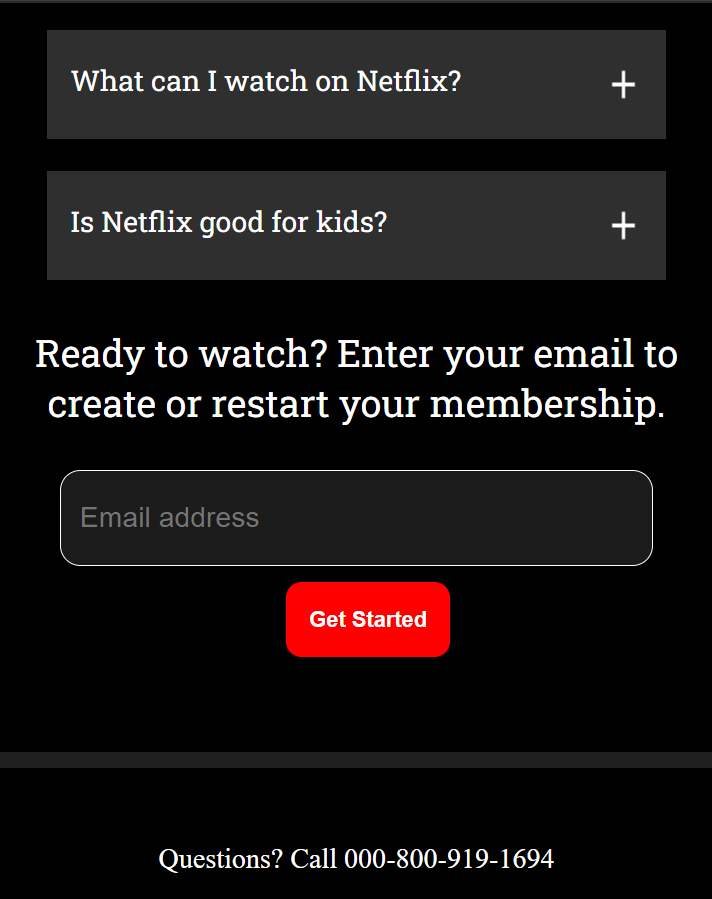 What can I watch on Netflix?
Is Netflix good for kids?
Ready to watch? Enter your email to
create or restart your membership.
Email address
Get Started
Questions? Call 000-800-919-1694